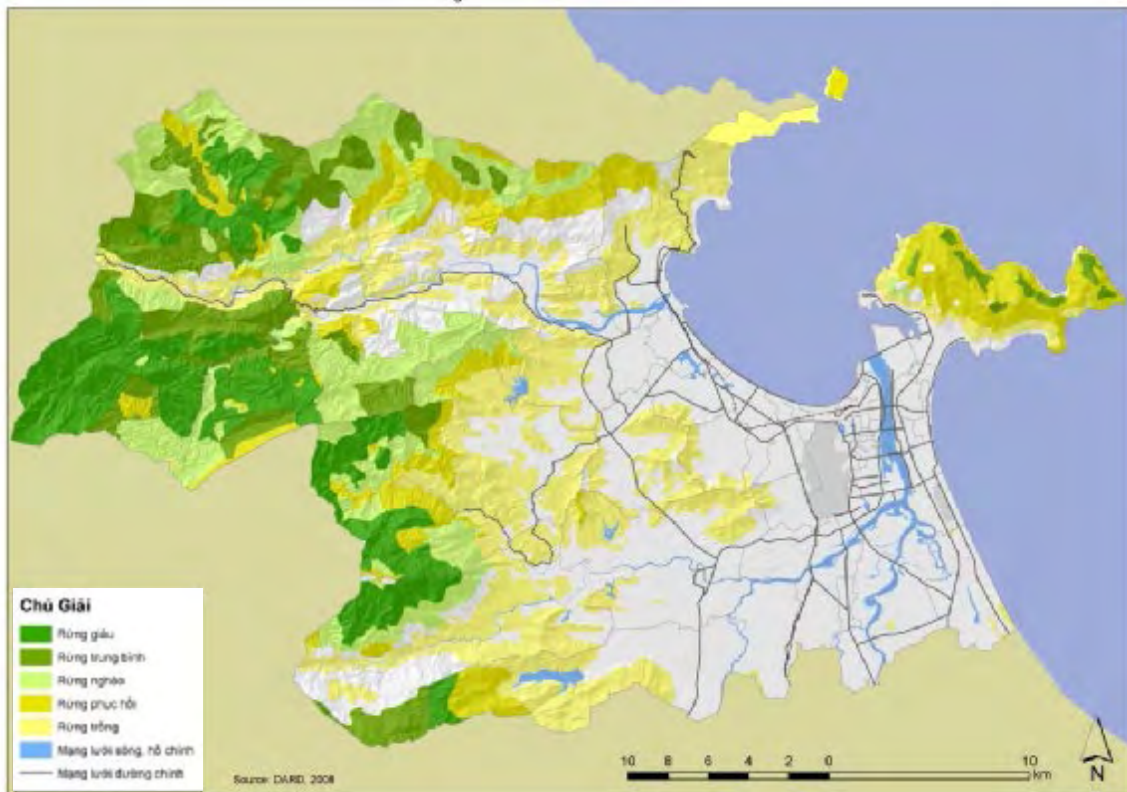 Chú Giải
Rừng giàu
Rừng trung bình
Rừng nghèo
Rừng phục hồi
Rừng trồng
Mạng lưới sông, hồ chính
Mạng lưới đường chính
Source: DARD, 2008
10 8 6 4 2 0 10
km
N